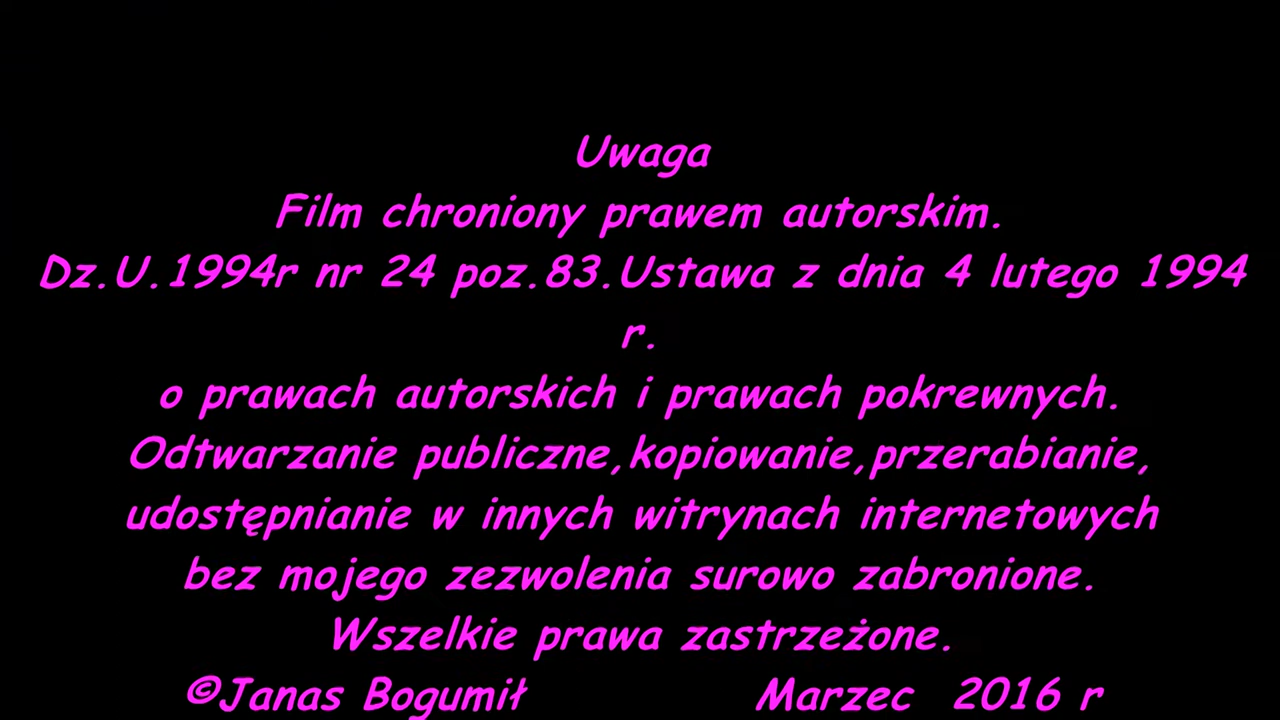 Uwaga
Film chroniony prawem autorskim.
Dz.U.1994r nr 24 poz.83.Ustawa z dnia 4 lutego 1994
r.
o prawach autorskich i prawach pokrewnych.
Odtwarzanie publiczne,kopiowanie,przerabianie,
udostępnianie w innych witrynach internetowych
bez mojego zezwolenia surowo zabronione.
Wszelkie prawa zastrzeżone.
©Janas Bogumił Marzec 2016 r